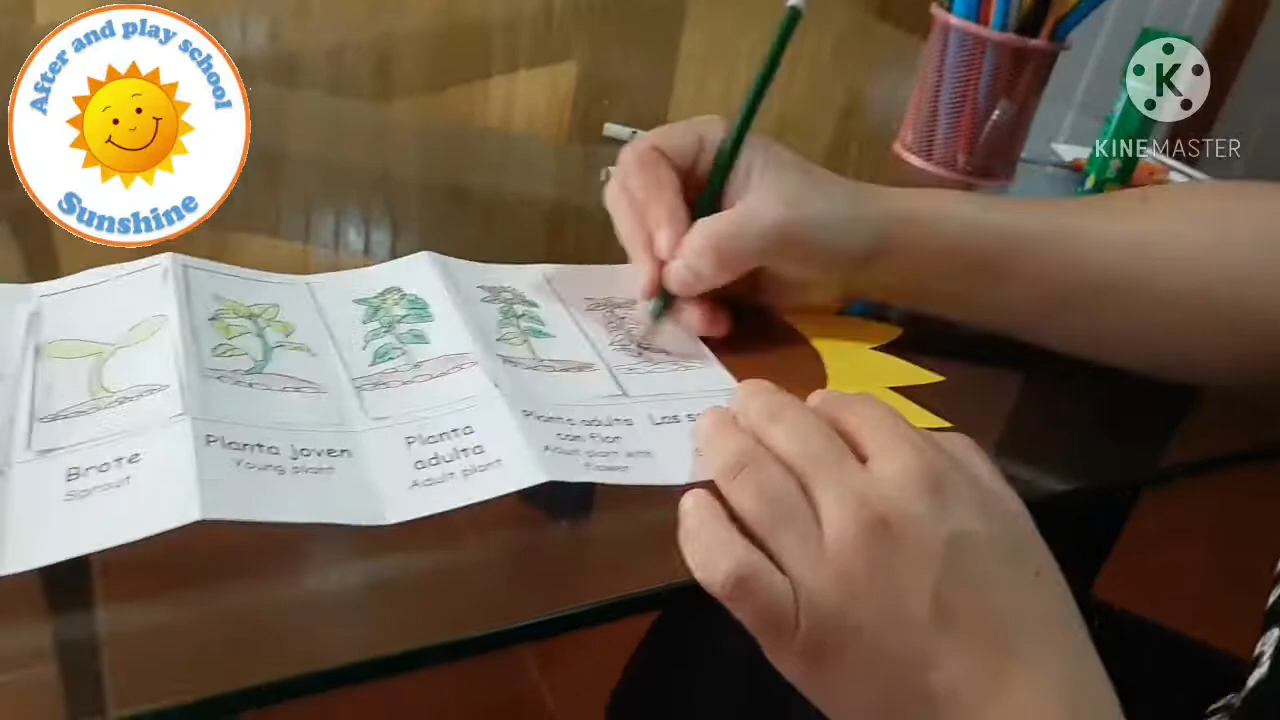 After and play school
Sunshine
KINEMASTER
Brote
Sprout
Planta joven
Young plant
Planta
adulta
Adult plant
Planta adulta
con flor
Adult plant with
flower
Las